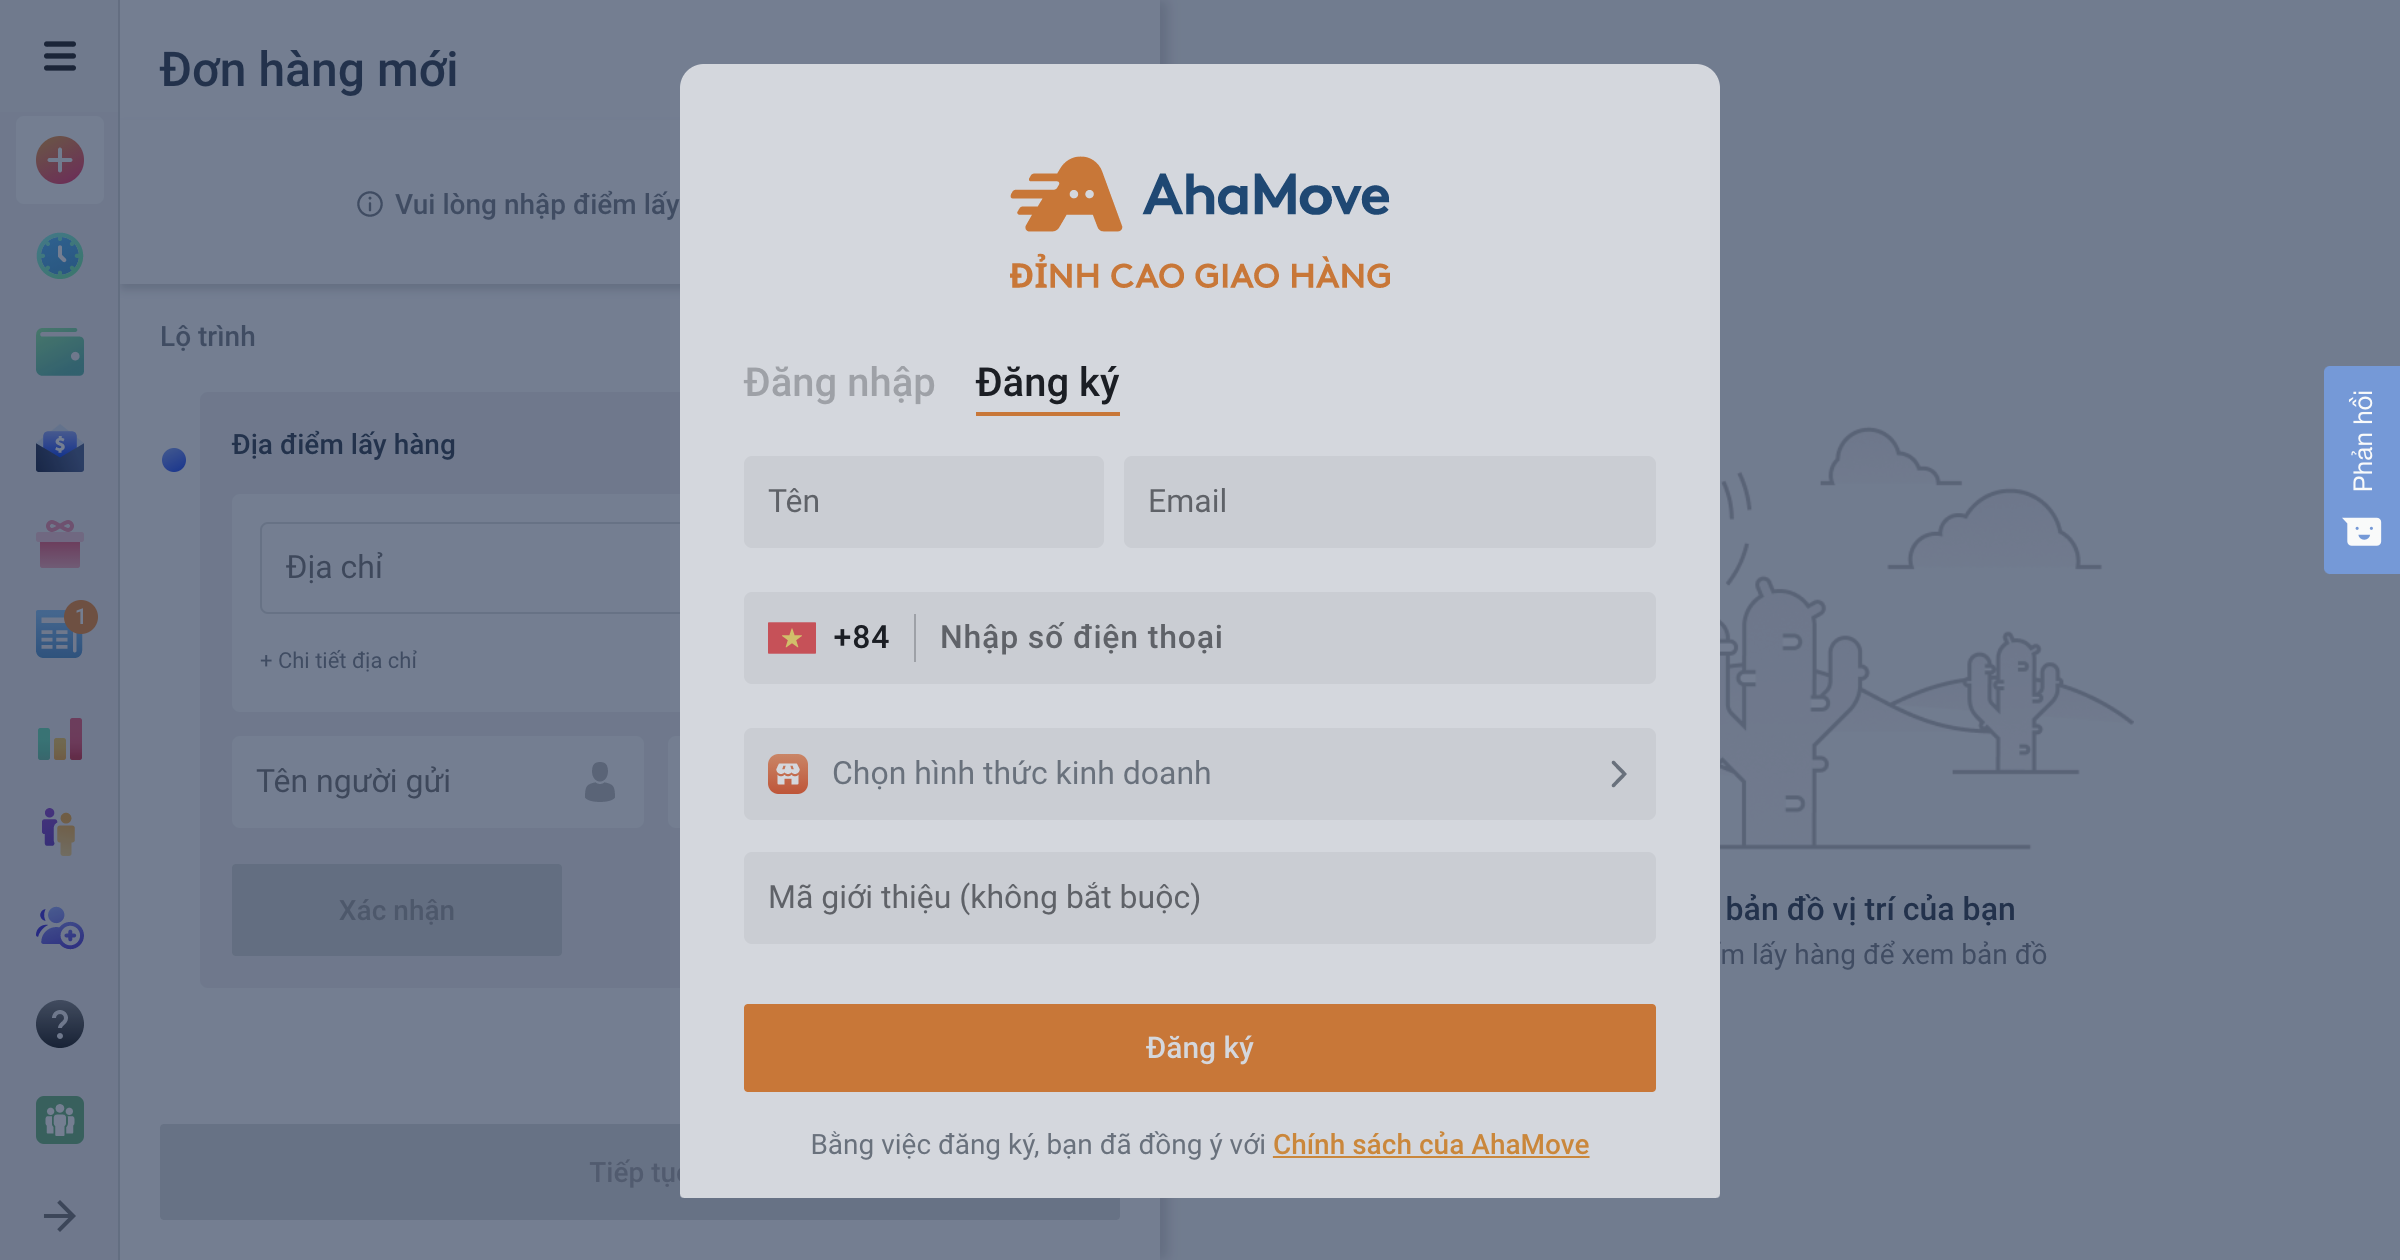 Đơn hàng mới
Vui lòng nhập điểm lấy
Lộ trình
Địa điểm lấy hàng
Địa chỉ
+ Chi tiết địa chỉ
Tên người gửi
Xác nhận
1
AhaMove
ĐỈNH CAO GIAO HÀNG
Đăng nhập Đăng ký
Tên Email
+84 Nhập số điện thoại
Chọn hình thức kinh doanh
Mã giới thiệu (không bắt buộc)
Đăng ký
Bằng việc đăng ký, bạn đã đồng ý với Chính sách của AhaMove
bản đồ vị trí của bạn
lấy hàng để xem bản đồ
Phản hồi